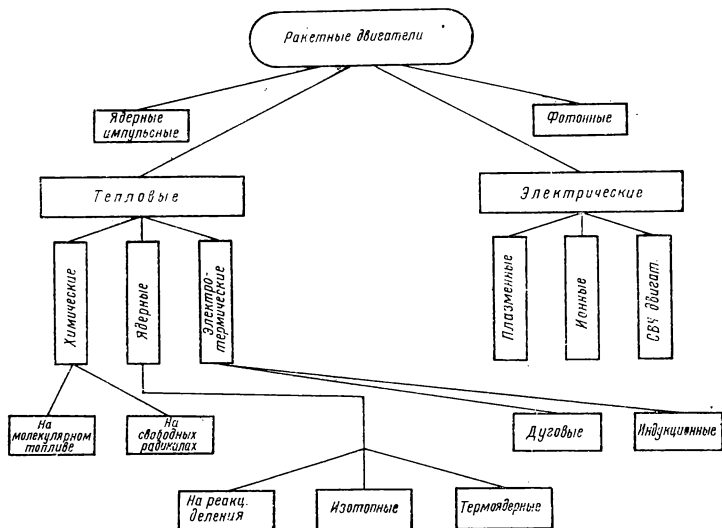 Ракетные двигатели
Ядерные
импульсные
Фотонные
Тепловые
Электрические
Химические
Ядерные
Электро-
термические
Плазменные
Ионные
СВЧ двигат.
На
молекулярном
топливе
На
свободных
радикалах
Дуговые
Индукционные
На реакц.
деления
Изотопные
Термоядерные